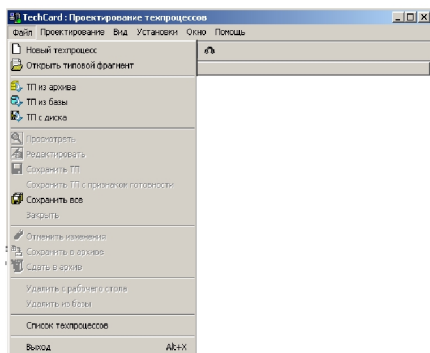 TechCard : Проектирование техпроцессов
Файл Проектирование Вид Установки Окно Помощь
Новый техпроцесс
Открыть типовой фрагмент
ТП из архива
ТП из базы
ТП с диска
Просмотреть
Редактировать
Сохранить ТП
Сохранить ТП с признаком готовности
Сохранить все
Закрыть
Отменить изменения
Сохранить в архиве
Сдать в архив
Удалить с рабочего стола
Удалить из базы
Список техпроцессов
Выход Alt+X